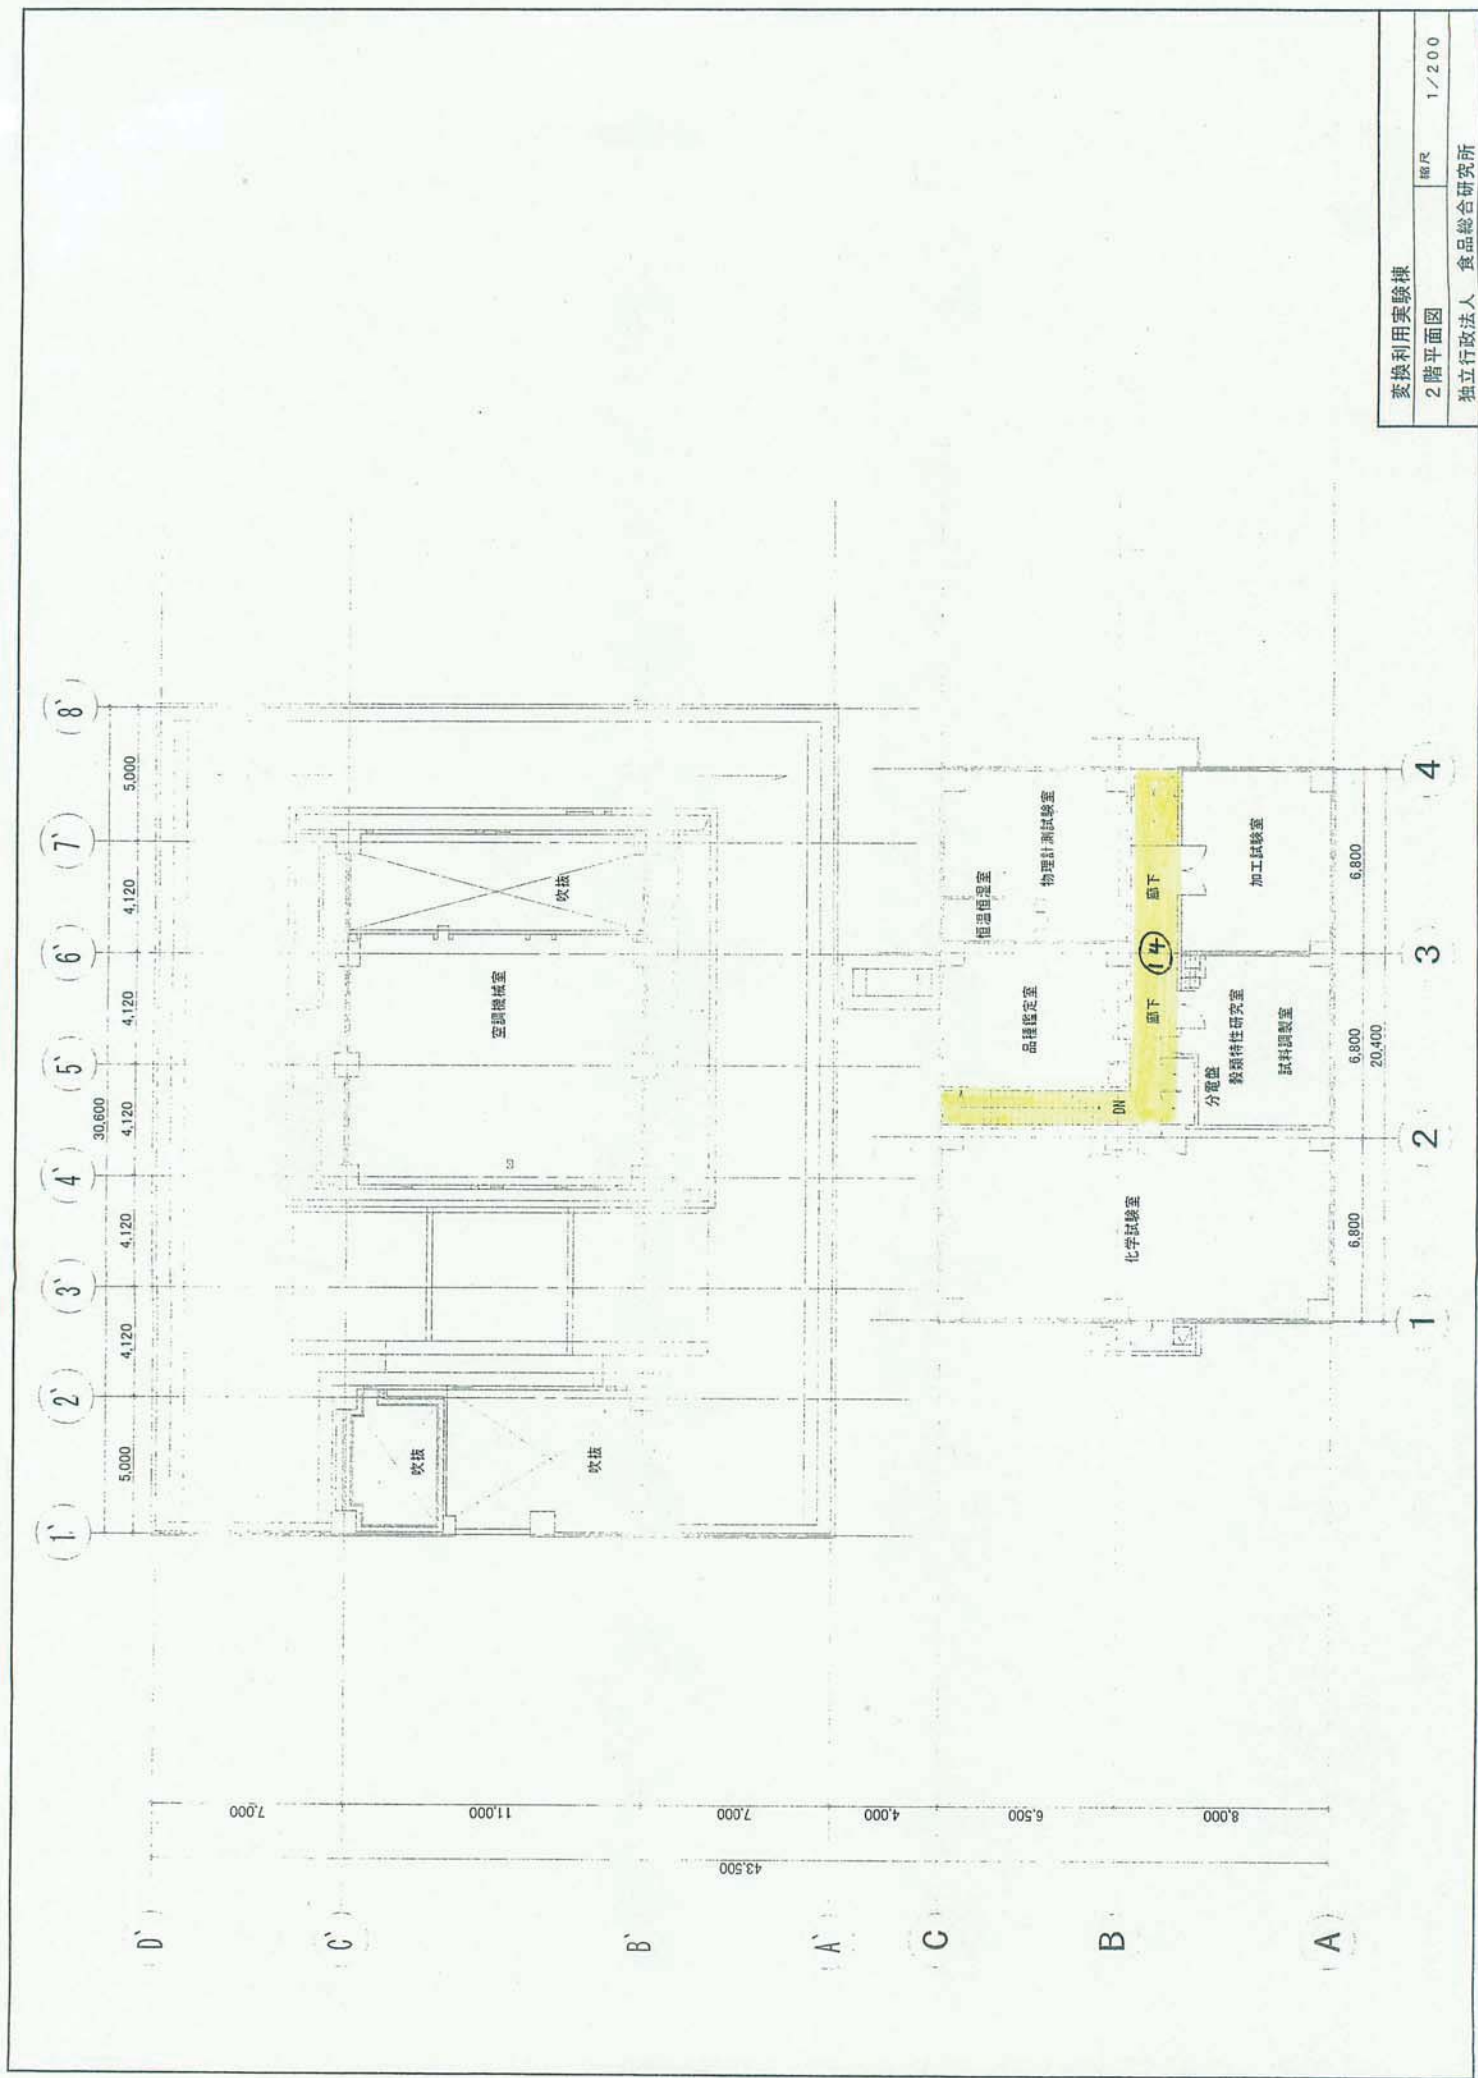 (1`)
(2`)
(3`)
(4`)
(5`)
(6`)
(7`)
(8`)
30,600
5,000
4,120
4,120
4,120
4,120
4,120
5,000
D`
C`
B`
A`
C
B
A
7,000
11,000
7,000
4,000
6,500
8,000
43,500
吹抜
吹抜
空調機械室
吹抜
化学試験室
DN
品種鑑定室
恒温恒湿室
物理計測試験室
廊下
14
廊下
分電盤
穀類特性研究室
試料調製室
加工試験室
6,800
6,800
6,800
20,400
1
2
3
4
変換利用実験棟
2階平面図
縮尺 1/200
独立行政法人 食品総合研究所